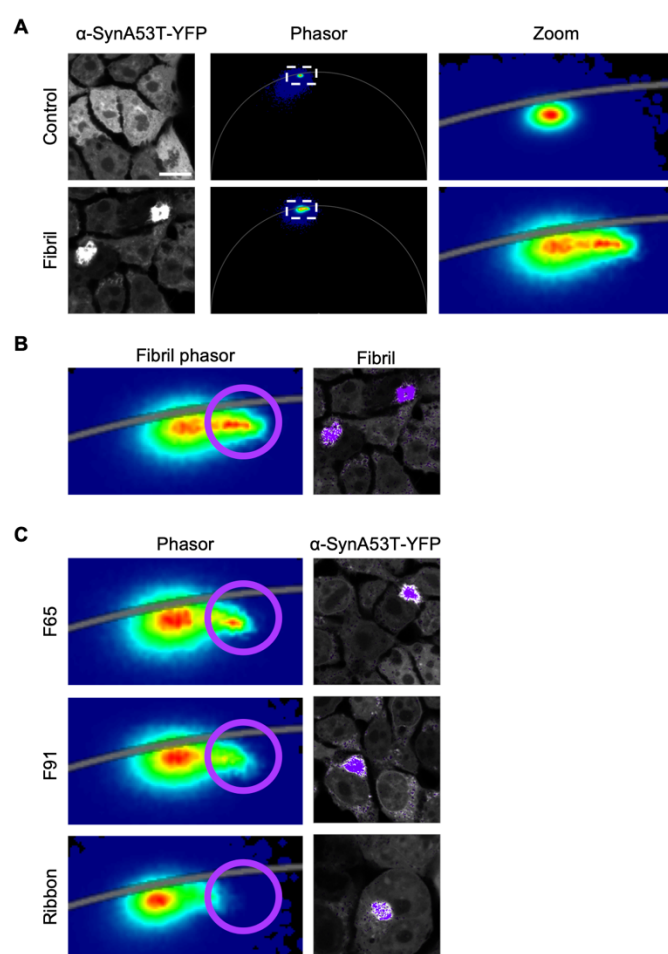 A
α-SynA53T-YFP Phasor Zoom
Control
Fibril
B
Fibril phasor Fibril
C
Phasor α-SynA53T-YFP
F65
F91
Ribbon